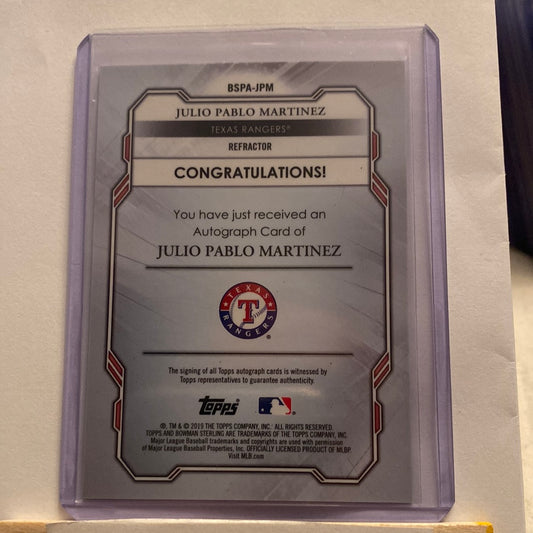 BSPA-JPM
JULIO PABLO MARTINEZ
TEXAS RANGERS®
REFRACTOR
CONGRATULATIONS!
You have just received an
Autograph Card of
JULIO PABLO MARTINEZ
TEXAS
T
RANGERS
®
The signing of all Topps autograph cards is witnessed by
Topps representatives to guarantee authenticity.
topps
®, TM & © 2019 THE TOPPS COMPANY, INC. ALL RIGHTS RESERVED.
TOPPS AND BOWMAN STERLING ARE TRADEMARKS OF THE TOPPS COMPANY, INC.
Major League Baseball trademarks and copyrights are used with permission
of Major League Baseball Properties, Inc. OFFICIALLY LICENSED PRODUCT OF MLBP.
Visit MLB.com